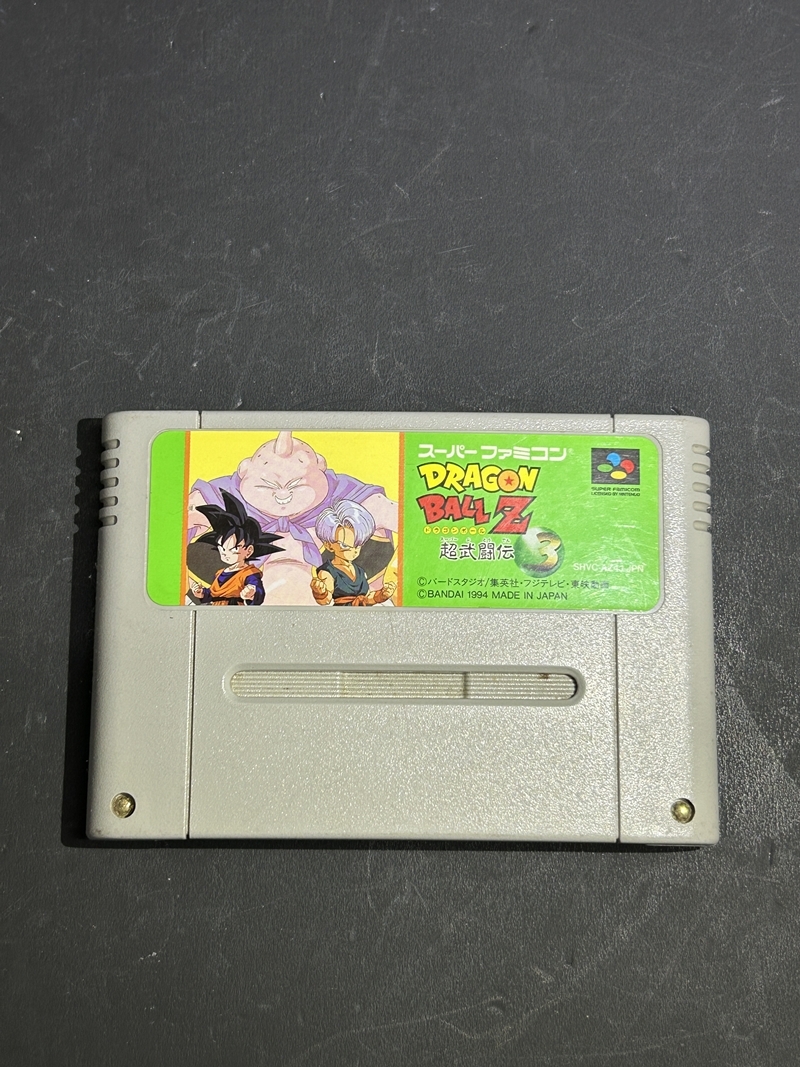 スーパーファミコン
DRAGON
BALL Z
ドラゴンボール
超武闘伝 3
SUPER FAMICOM
LICENSED BY NINTENDO
SHVC-AZ43-JPN
©バードスタジオ/集英社・フジテレビ・東映動画
©BANDAI 1994 MADE IN JAPAN